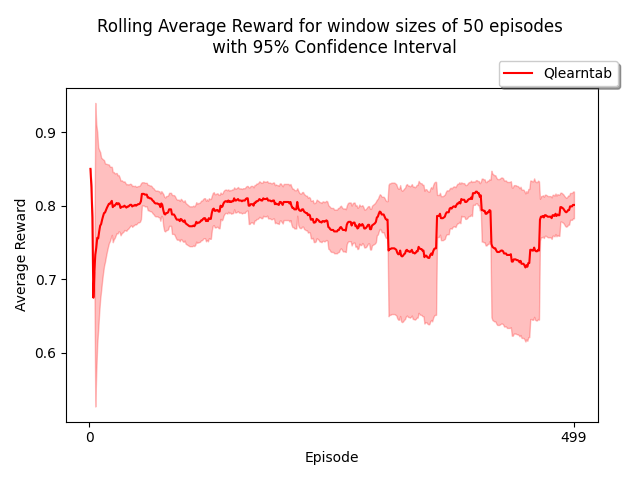 Rolling Average Reward for window sizes of 50 episodes
with 95% Confidence Interval
Qlearntab
0.9
0.8
0.7
0.6
Average Reward
0
499
Episode